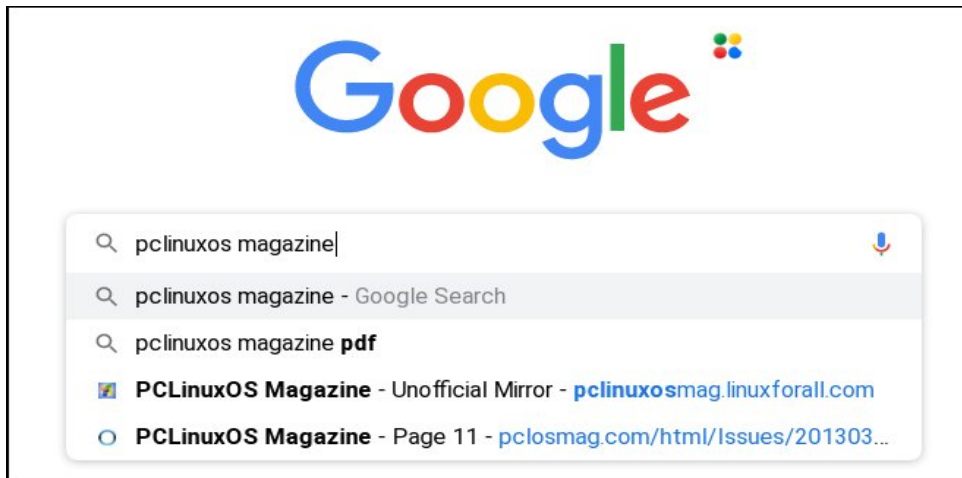 Google
pclinuxos magazine
pclinuxos magazine - Google Search
pclinuxos magazine pdf
PCLinuxOS Magazine - Unofficial Mirror - pclinuxosmag.linuxforall.com
PCLinuxOS Magazine - Page 11 - pclosmag.com/html/Issues/201303...